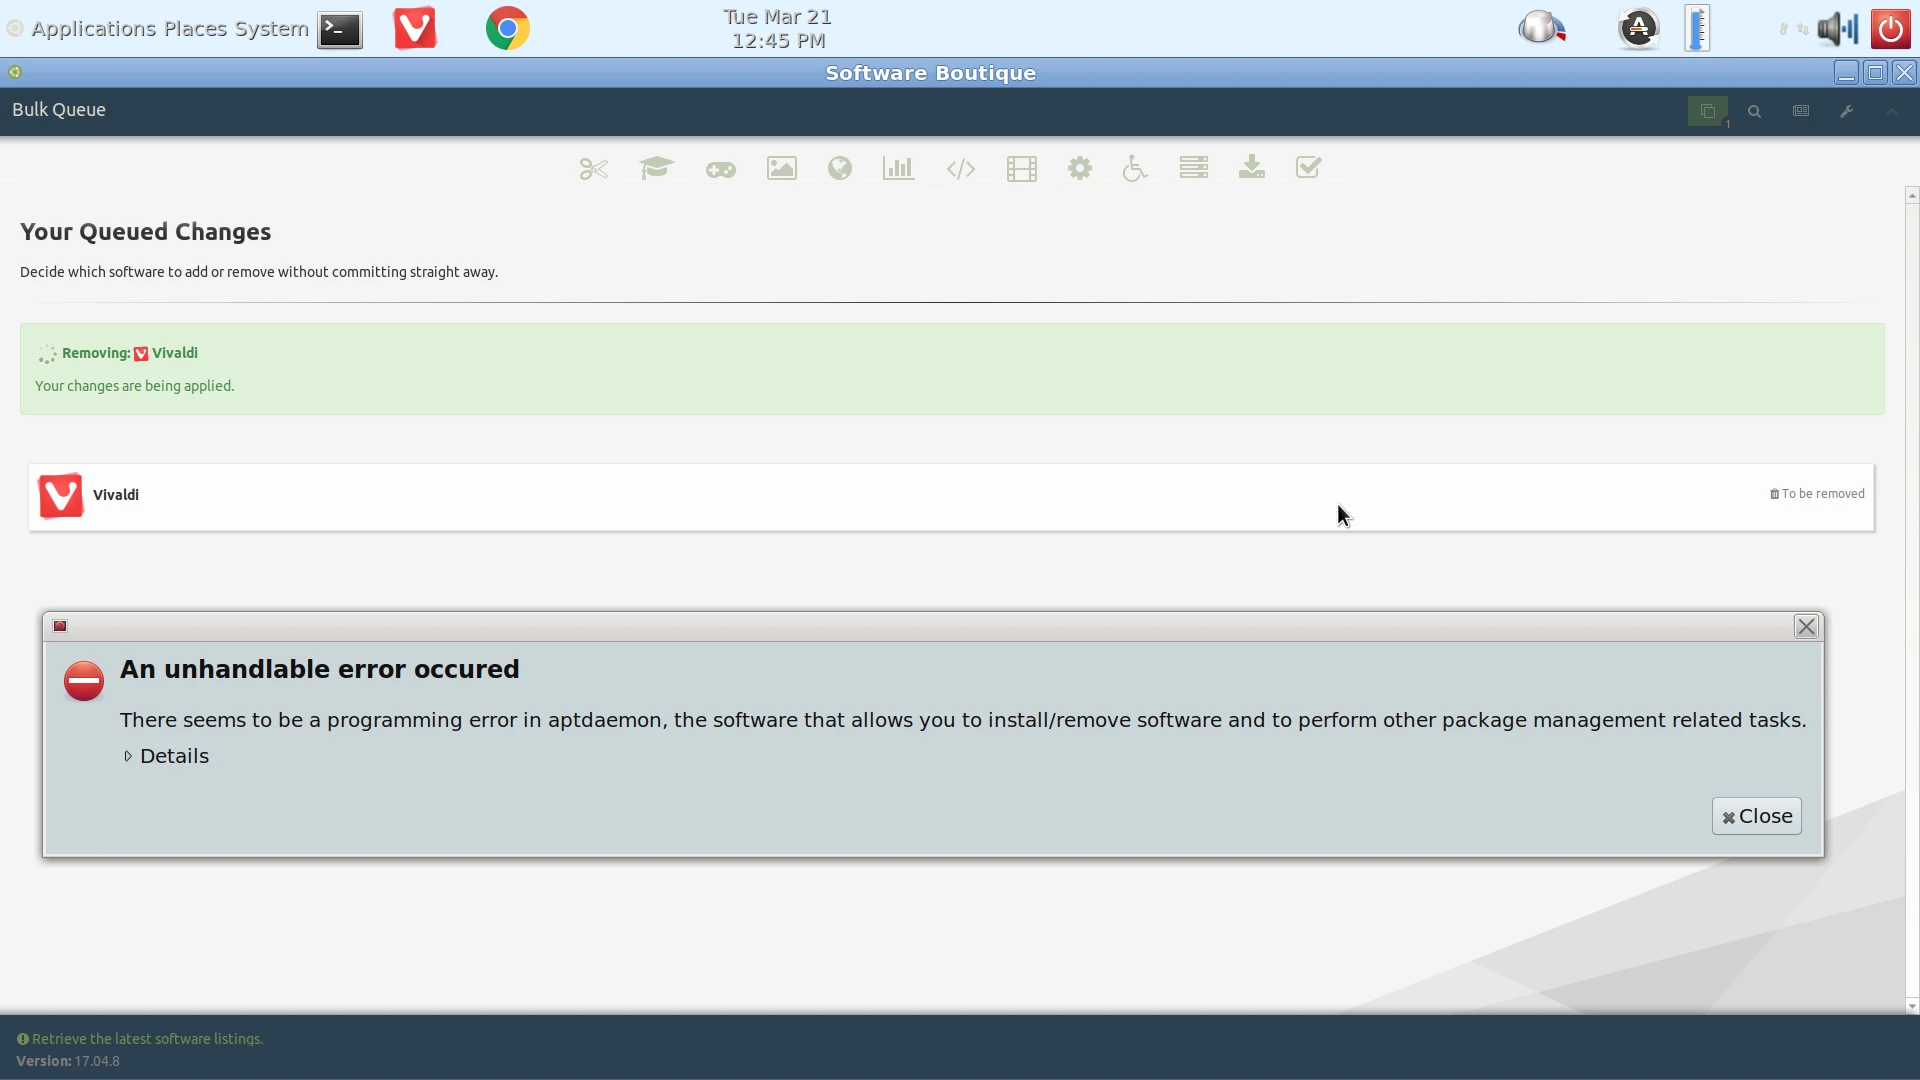 Applications Places System
Tue Mar 21
12:45 PM
Software Boutique
Bulk Queue
1
Your Queued Changes
Decide which software to add or remove without committing straight away.
Removing: Vivaldi
Your changes are being applied.
Vivaldi
To be removed
An unhandlable error occured
There seems to be a programming error in aptdaemon, the software that allows you to install/remove software and to perform other package management related tasks.
Details
Close
Retrieve the latest software listings.
Version: 17.04.8